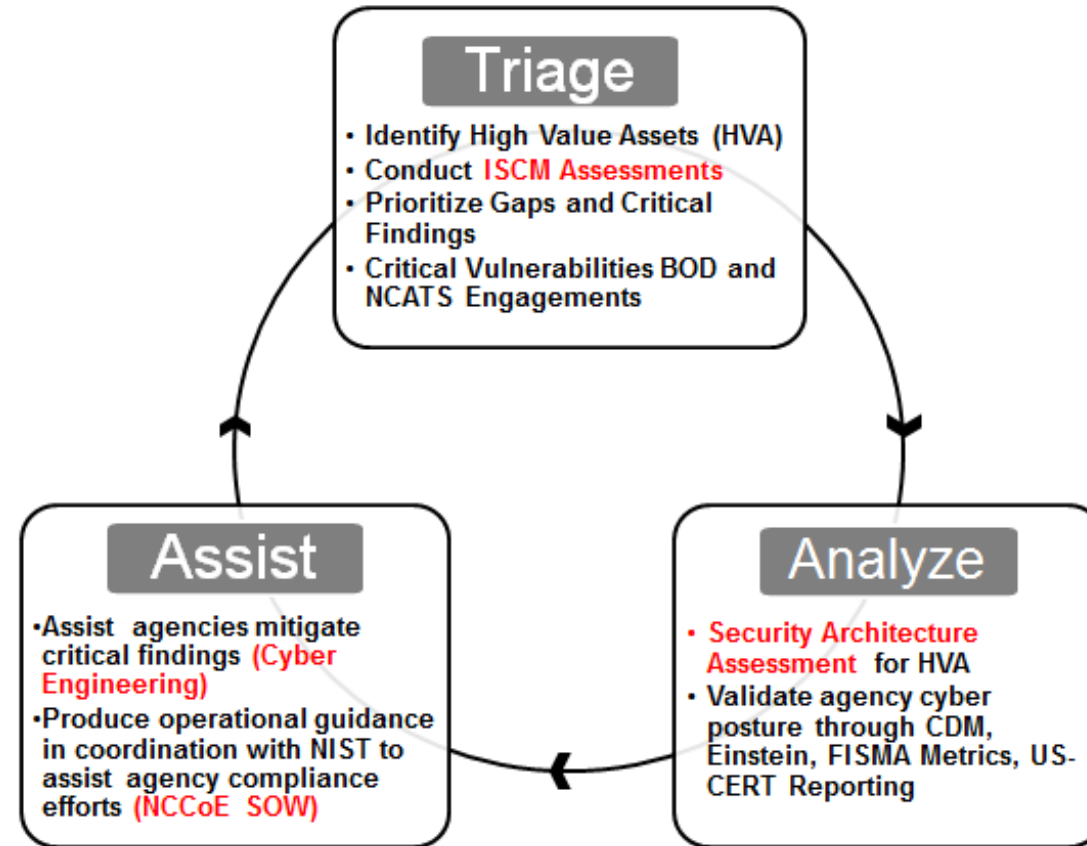 Triage
• Identify High Value Assets (HVA)
• Conduct ISCM Assessments
• Prioritize Gaps and Critical
Findings
• Critical Vulnerabilities BOD and
NCATS Engagements
Assist
•Assist agencies mitigate
critical findings (Cyber
Engineering)
•Produce operational guidance
in coordination with NIST to
assist agency compliance
efforts (NCCoE SOW)
Analyze
• Security Architecture
Assessment for HVA
• Validate agency cyber
posture through CDM,
Einstein, FISMA Metrics, US-
CERT Reporting